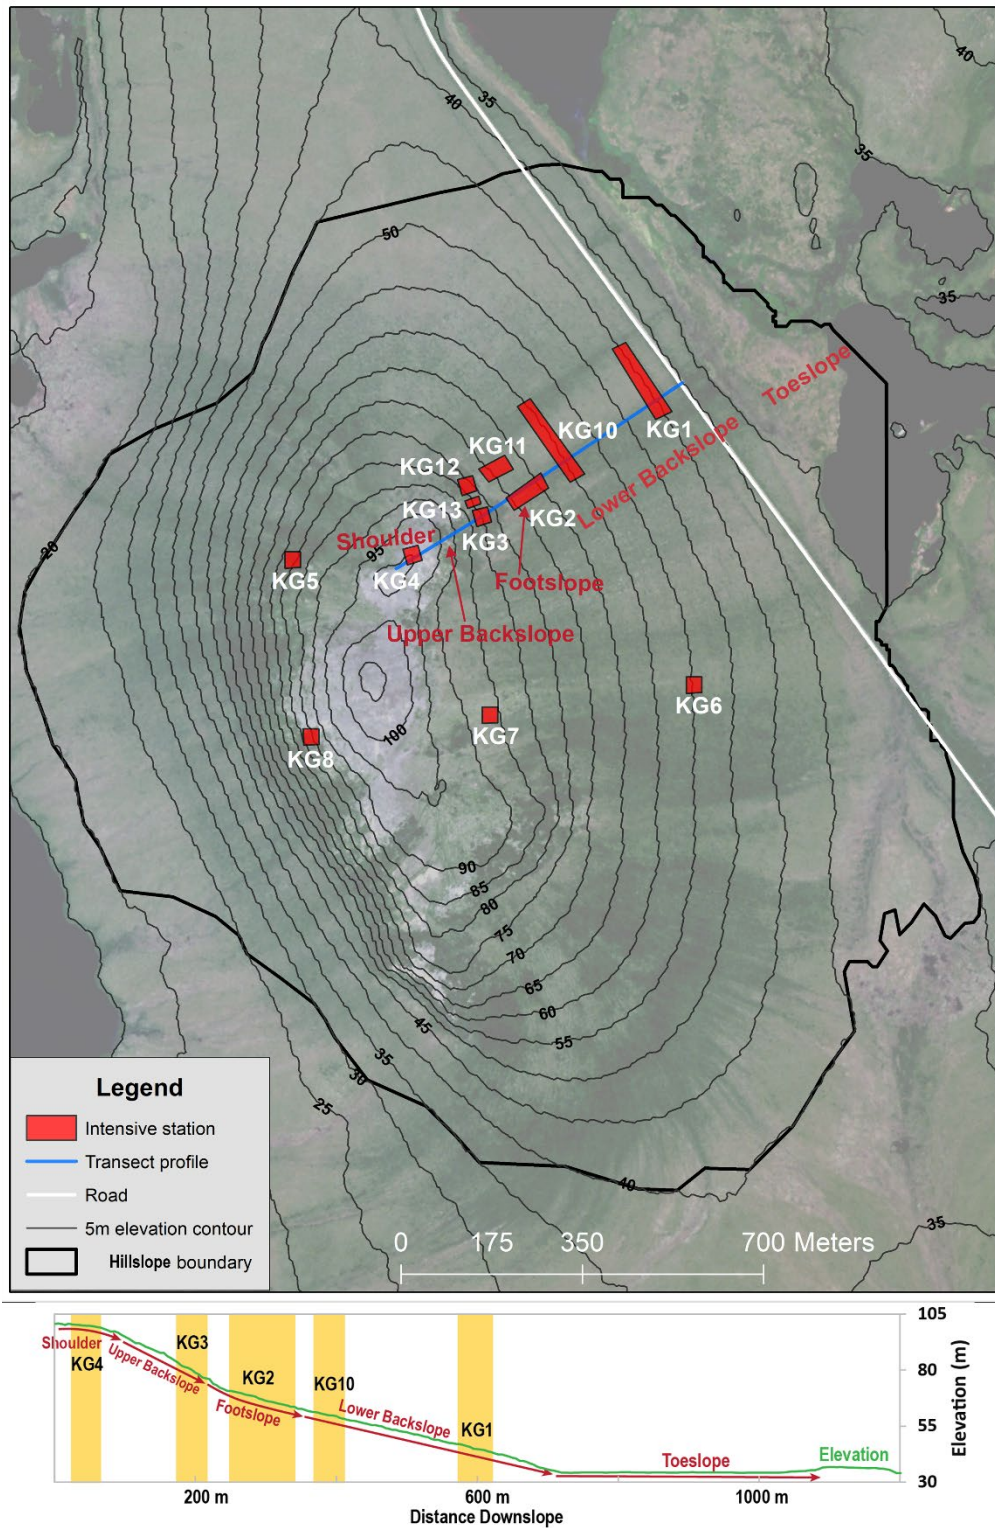 40
35
40
35
50
35
Toeslope
KG10
KG1
Lower Backslope
KG11
KG12
KG13
KG2
KG3
Shoulder
95
KG4
Footslope
20
KG5
Upper Backslope
KG6
KG7
100
KG8
90
85
80
75
70
65
60
55
45
35
30
25
40
35
Legend
Intensive station
Transect profile
Road
5m elevation contour
Hillslope boundary
0 175 350 700 Meters
105
80
55
30
Elevation (m)
Shoulder
KG4
Upper Backslope
KG3
KG2
Footslope
KG10
Lower Backslope
KG1
Toeslope
Elevation
200 m 600 m 1000 m
Distance Downslope